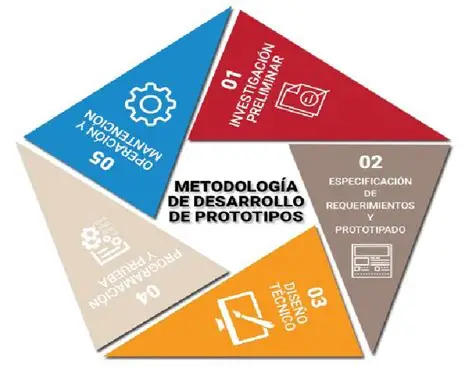 METODOLOGÍA
DE DESARROLLO
DE PROTOTIPOS
01
INVESTIGACIÓN
PRELIMINAR
02
ESPECIFICACIÓN
DE
REQUERIMIENTOS
Y
PROTOTIPADO
03
DISEÑO
TÉCNICO
04
PROGRAMACIÓN
Y PRUEBA
05
OPERACIÓN Y
MANTENCIÓN